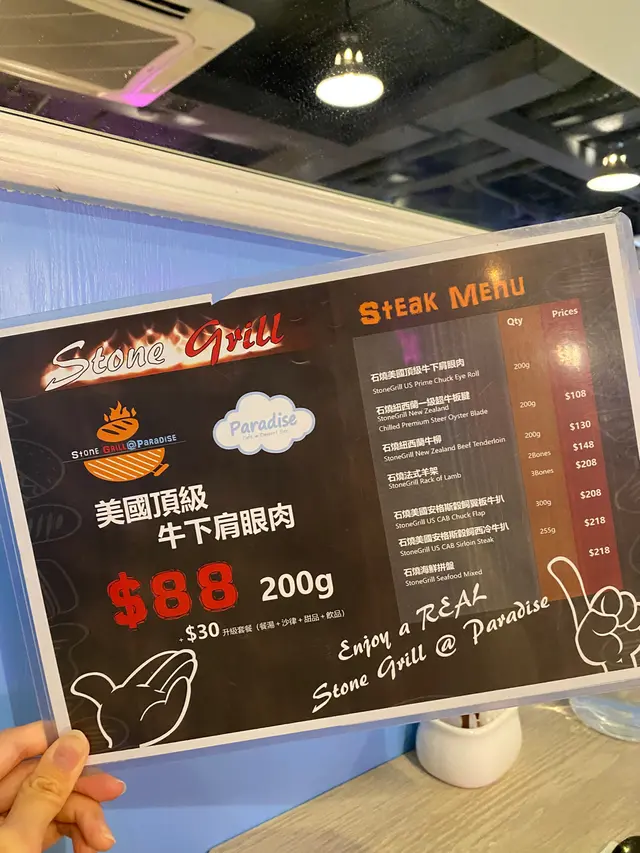 Stone Grill
STONE GRILL@PARADISE
Paradise
美國頂級
牛下肩眼肉
$88 200g
+$30 升级套餐 (餐湯+沙律+甜品+飲品)
STEAK MENU
Qty Prices
石燒美國頂級牛下肩眼肉 200g
StoneGrill US Prime Chuck Eye Roll
石燒紐西蘭一級超牛板腱 200g $108
StoneGrill New Zealand
Chilled Premium Steer Oyster Blade
石燒紐西蘭牛柳 200g $130
StoneGrill New Zealand Beef Tenderloin
石燒法式羊架 2Bones $148
StoneGrill Rack of Lamb 3Bones $208
石燒美國安格斯穀飼翼板牛扒 300g $208
StoneGrill US CAB Chuck Flap
石燒美國安格斯穀飼西冷牛扒 255g $218
StoneGrill US CAB Sirloin Steak
石燒海鮮拼盤 $218
StoneGrill Seafood Mixed
Enjoy a REAL
Stone Grill @ Paradise